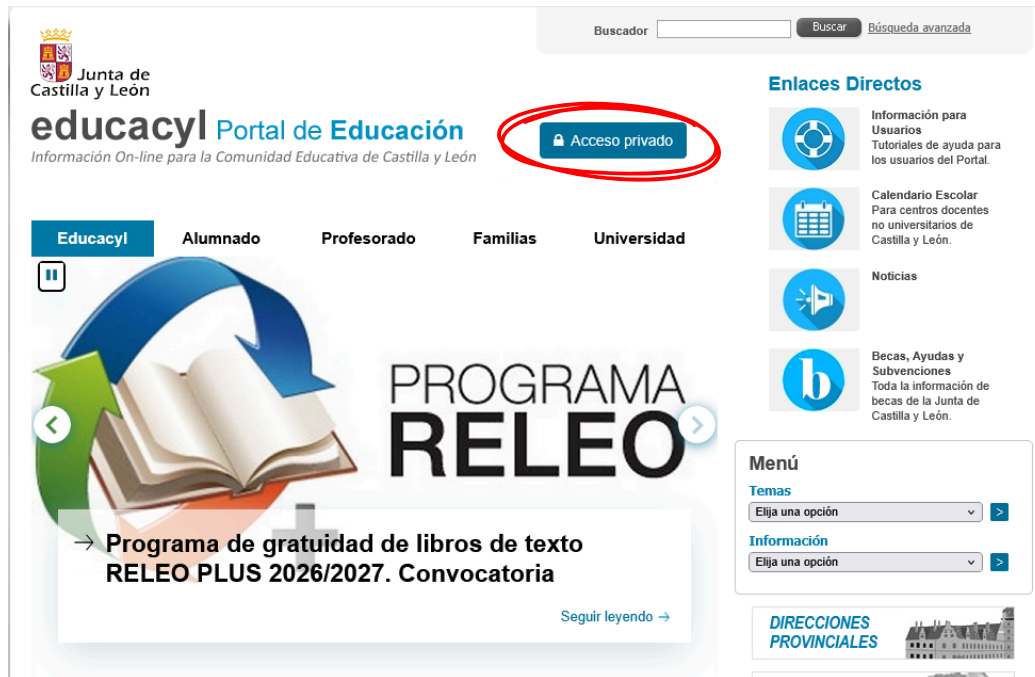 Buscador
Buscar
Búsqueda avanzada
Junta de
Castilla y León
educacyl Portal de Educación
Información On-line para la Comunidad Educativa de Castilla y León
Acceso privado
Educacyl
Alumnado
Profesorado
Familias
Universidad
PROGRAMA
RELEO
→ Programa de gratuidad de libros de texto
RELEO PLUS 2026/2027. Convocatoria
Seguir leyendo →
Enlaces Directos
Información para
Usuarios
Tutoriales de ayuda para
los usuarios del Portal.
Calendario Escolar
Para centros docentes
no universitarios de
Castilla y León.
Noticias
b
Becas, Ayudas y
Subvenciones
Toda la información de
becas de la Junta de
Castilla y León.
Menú
Temas
Elija una opción
>
Información
Elija una opción
>
DIRECCIONES
PROVINCIALES